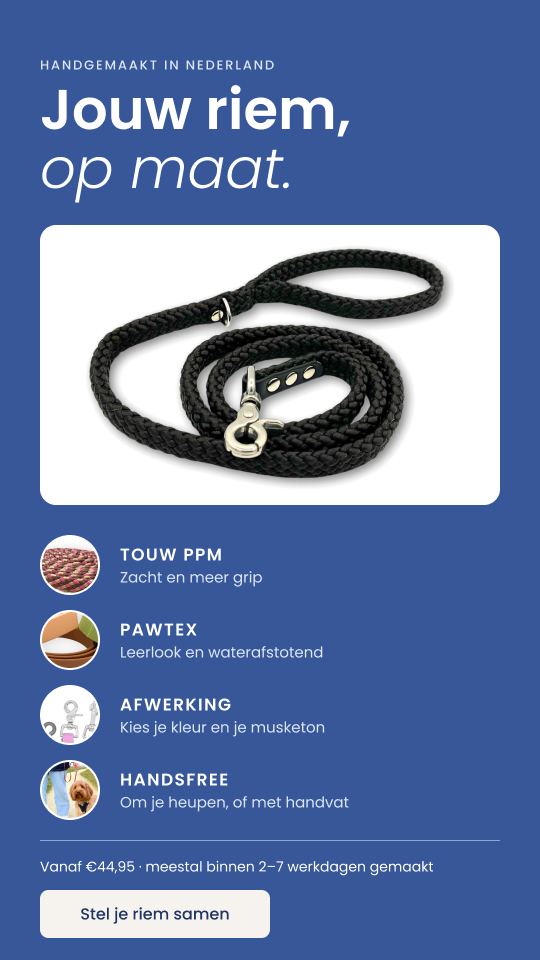 HANDGEMAAKT IN NEDERLAND
Jouw riem,
op maat.
TOUW PPM
Zacht en meer grip
PAWTEX
Leerlook en waterafstotend
AFWERKING
Kies je kleur en je musketon
HANDSFREE
Om je heupen, of met handvat
Vanaf €44,95 · meestal binnen 2–7 werkdagen gemaakt
Stel je riem samen